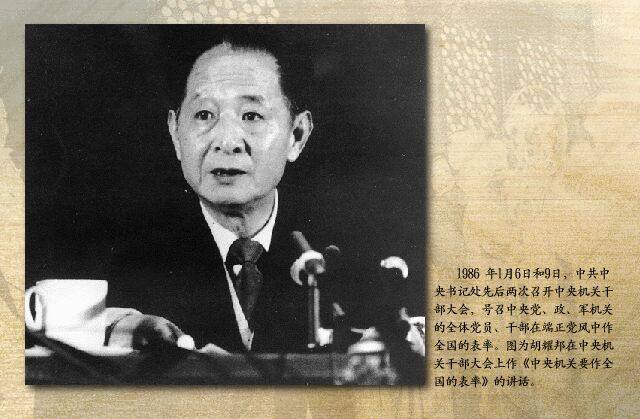 1986 年1月6日和9日，中共中
央书记处先后两次召开中央机关干
部大会，号召中央党、政、军机关
的全体党员、干部在端正党风中作
全国的表率。图为胡耀邦在中央机
关干部大会上作《中央机关要作全
国的表率》的讲话。